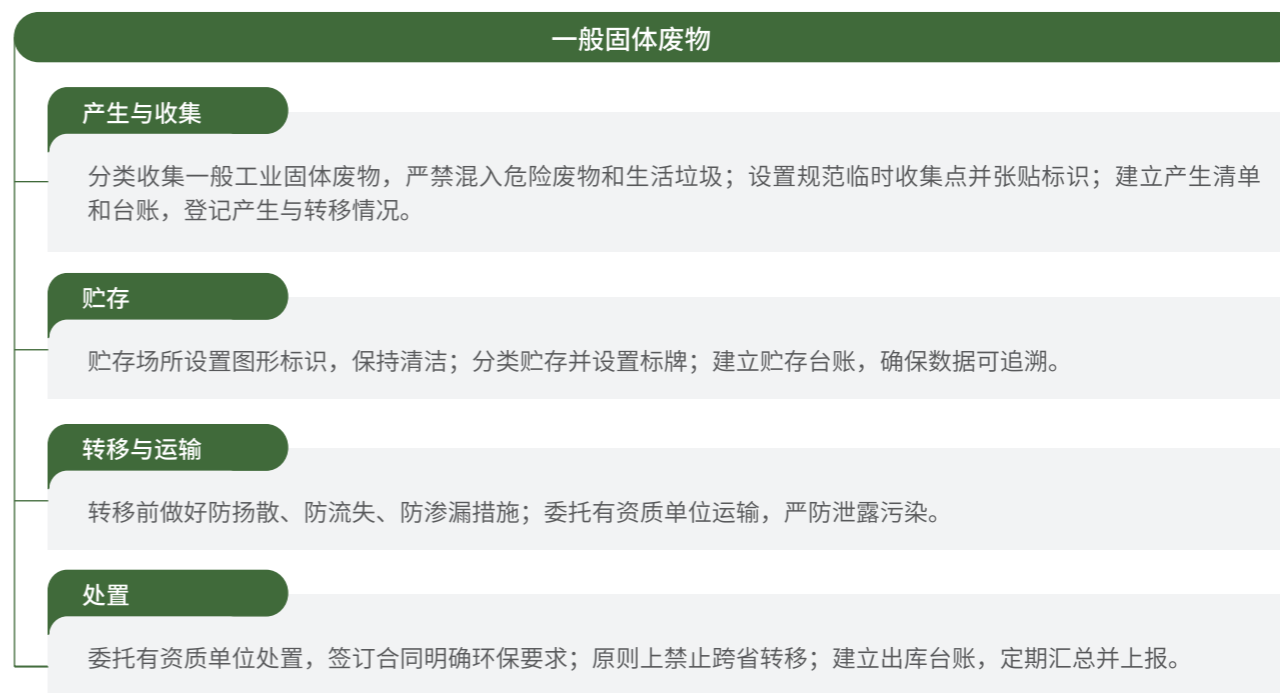 一般固体废物
产生与收集
分类收集一般工业固体废物，严禁混入危险废物和生活垃圾；设置规范临时收集点并张贴标识；建立产生清单
和台账，登记产生与转移情况。
贮存
贮存场所设置图形标识，保持清洁；分类贮存并设置标牌；建立贮存台账，确保数据可追溯。
转移与运输
转移前做好防扬散、防流失、防渗漏措施；委托有资质单位运输，严防泄露污染。
处置
委托有资质单位处置，签订合同明确环保要求；原则上禁止跨省转移；建立出库台账，定期汇总并上报。